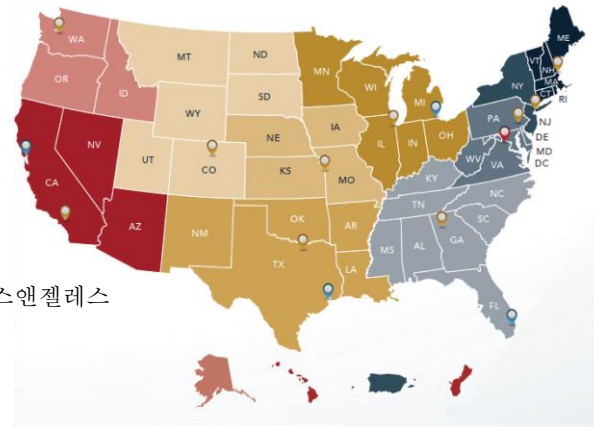 WA
ME
MT
ND
VT
NH
MN
OR
MA
ID
WI
NY
CT
RI
SD
MI
WY
PA
NJ
IA
NE
OH
DE
NV
IL
IN
MD
UT
CO
WV
DC
VA
KS
MO
CA
KY
NC
TN
OK
AZ
NM
AR
SC
MS
AL
GA
TX
LA
스앤젤레스
FL